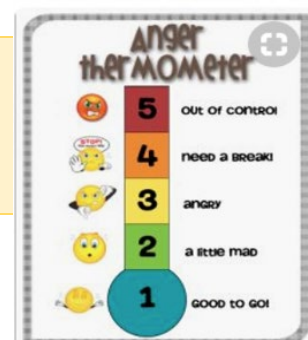 Anger
thermometer
5 out of control
STOP!
4 need a break!
3 angry
2 a little mad
1 good to go!